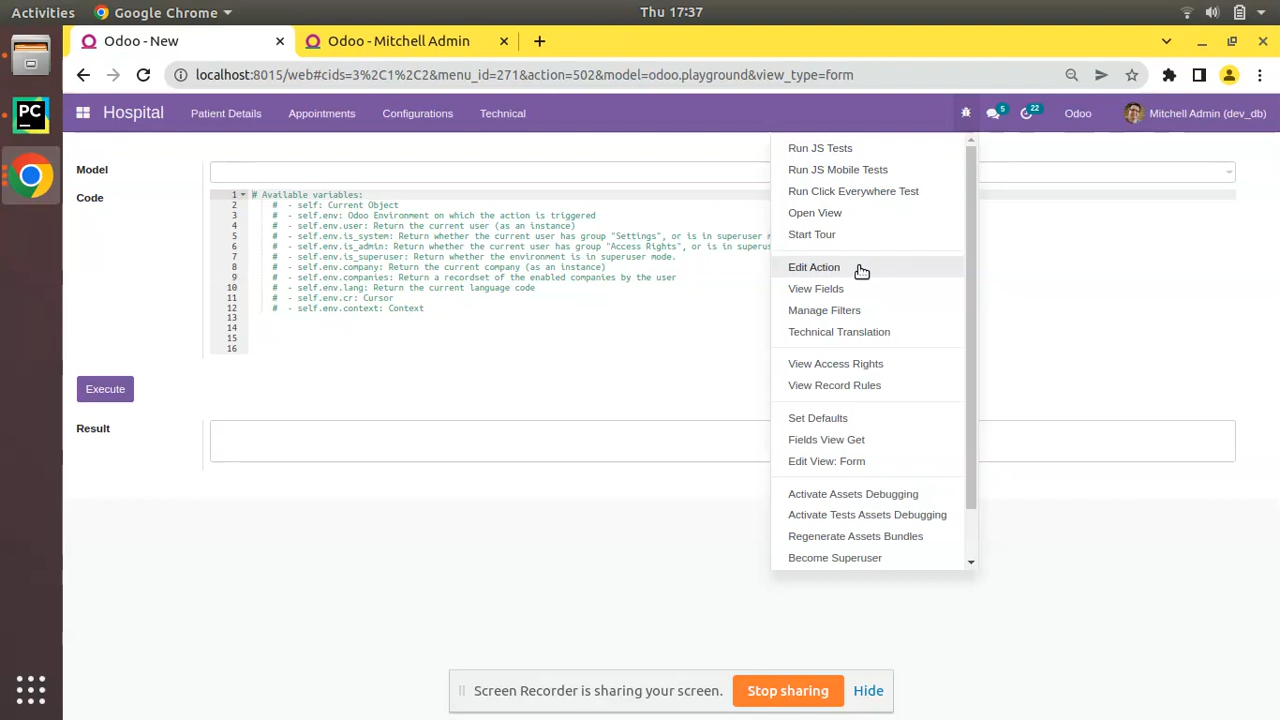 Activities Google Chrome Thu 17:37
Odoo - New Odoo - Mitchell Admin
localhost:8015/web#cids=3%2C1%2C2&menu_id=271&action=502&model=odoo.playground&view_type=form
Hospital Patient Details Appointments Configurations Technical 5 22 Odoo Mitchell Admin (dev_db)
Model
Code
1 # Available variables:
2 # - self: Current Object
3 # - self.env: Odoo Environment on which the action is triggered
4 # - self.env.user: Return the current user (as an instance)
5 # - self.env.is_system: Return whether the current user has group "Settings", or is in superuser
6 # - self.env.is_admin: Return whether the current user has group "Access Rights", or is in
7 # - self.env.is_superuser: Return whether the environment is in superuser mode.
8 # - self.env.company: Return the current company (as an instance)
9 # - self.env.companies: Return a recordset of the enabled companies by the user
10 # - self.env.lang: Return the current language code
11 # - self.env.cr: Cursor
12 # - self.env.context: Context
13
14
15
16
Execute
Result
Run JS Tests
Run JS Mobile Tests
Run Click Everywhere Test
Open View
Start Tour
Edit Action
View Fields
Manage Filters
Technical Translation
View Access Rights
View Record Rules
Set Defaults
Fields View Get
Edit View: Form
Activate Assets Debugging
Activate Tests Assets Debugging
Regenerate Assets Bundles
Become Superuser
Screen Recorder is sharing your screen. Stop sharing Hide
PC